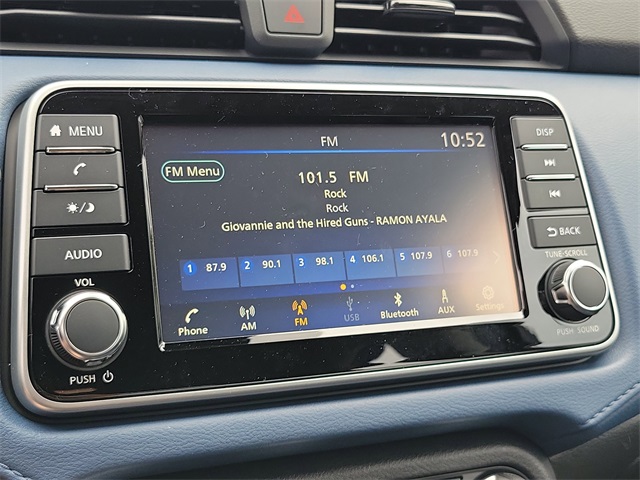 MENU
AUDIO
VOL
PUSH
FM
10:52
FM Menu
101.5 FM
Rock
Rock
Giovannie and the Hired Guns - RAMON AYALA
1 87.9 2 90.1 3 98.1 4 106.1 5 107.9 6 107.9
Phone AM FM USB Bluetooth AUX Settings
DISP
BACK
TUNE-SCROLL
PUSH SOUND